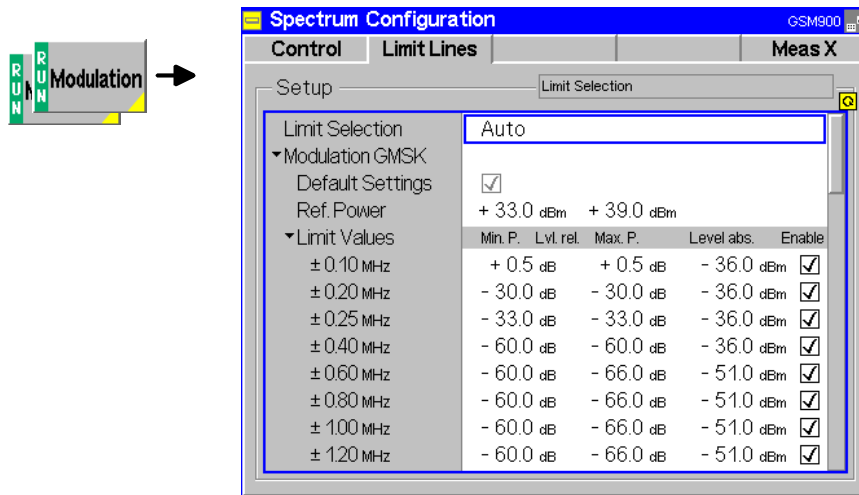 Spectrum Configuration GSM900
Control Limit Lines Meas X
RUN RUN Modulation
Setup Limit Selection
Limit Selection Auto
Modulation GMSK
Default Settings
Ref. Power + 33.0 dBm + 39.0 dBm
Limit Values Min. P. Lvl. rel. Max. P. Level abs. Enable
± 0.10 MHz + 0.5 dB + 0.5 dB - 36.0 dBm
± 0.20 MHz - 30.0 dB - 30.0 dB - 36.0 dBm
± 0.25 MHz - 33.0 dB - 33.0 dB - 36.0 dBm
± 0.40 MHz - 60.0 dB - 60.0 dB - 36.0 dBm
± 0.60 MHz - 60.0 dB - 66.0 dB - 51.0 dBm
± 0.80 MHz - 60.0 dB - 66.0 dB - 51.0 dBm
± 1.00 MHz - 60.0 dB - 66.0 dB - 51.0 dBm
± 1.20 MHz - 60.0 dB - 66.0 dB - 51.0 dBm